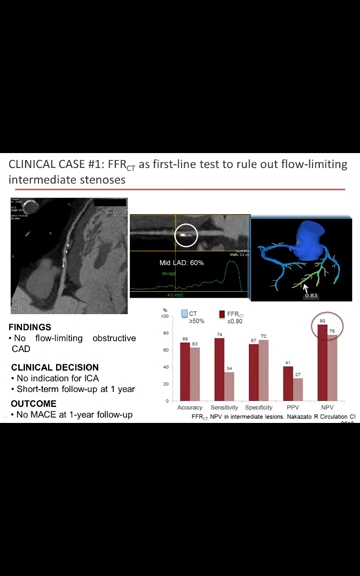 CLINICAL CASE #1: FFRCT as first-line test to rule out flow-limiting
intermediate stenoses
Mid LAD: 60%
0.83
FINDINGS
• No flow-limiting obstructive
CAD
CLINICAL DECISION
• No indication for ICA
• Short-term follow-up at 1 year
OUTCOME
• No MACE at 1-year follow-up
%
CT
≥50%
FFRCT
≤0.80
100
80
60
40
20
0
69 63
74 34
67 72
41 27
90 78
Accuracy Sensitivity Specificity PPV NPV
FFRCT NPV in intermediate lesions. Nakazato R Circulation CI